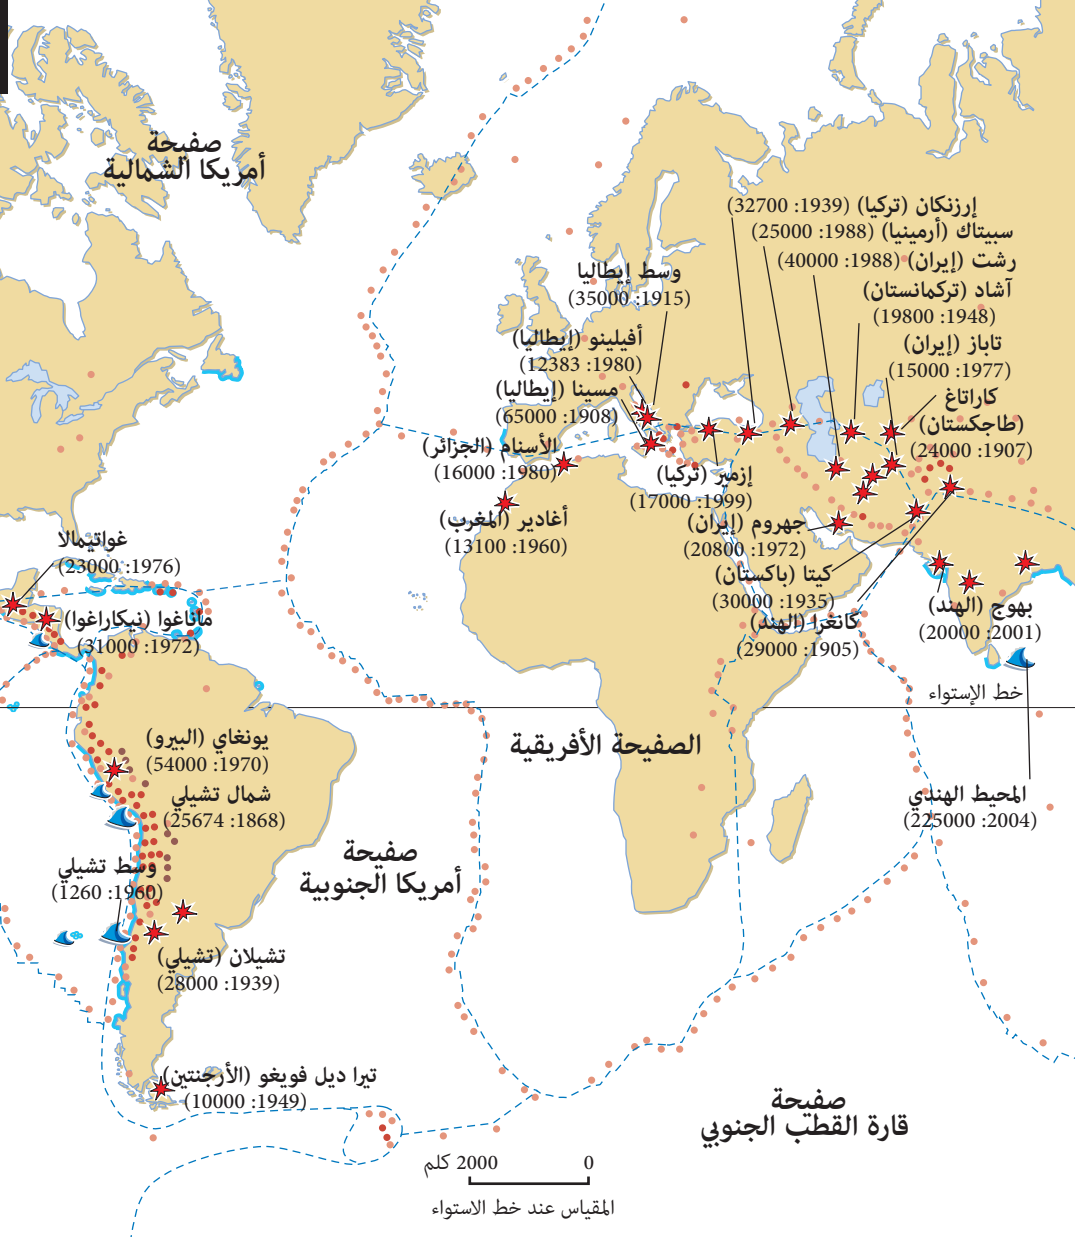 صفيحة
أمريكا الشمالية
إرزنكان (تركيا) (1939: 32700)
سبيتاك (أرمينيا) (1988: 25000)
رشت (إيران) (1988: 40000)
آشاد (تركمانستان)
(1948: 19800)
تاباز (إيران)
(1977: 15000)
كاراتاغ
(طاجكستان)
(1907: 24000)
وسط إيطاليا
(1915: 35000)
أفيلينو (إيطاليا)
(1980: 12383)
مسينا (إيطاليا)
(1908: 65000)
الأسنام (الجزائر)
(1980: 16000)
إزمير (تركيا)
(1999: 17000)
أغادير (المغرب)
(1960: 13100)
جهروم (إيران)
(1972: 20800)
كيتا (باكستان)
(1935: 30000)
كانغرا (الهند)
(1905: 29000)
بهوج (الهند)
(2001: 20000)
غواتيمالا
(1976: 23000)
ماناغوا (نيكاراغوا)
(1972: 31000)
خط الإستواء
الصفيحة الأفريقية
يونغاي (البيرو)
(1970: 54000)
شمال تشيلي
(1868: 25674)
المحيط الهندي
(2004: 225000)
صفيحة
أمريكا الجنوبية
وسط تشيلي
(1960: 1260)
تشيلان (تشيلي)
(1939: 28000)
تيرا ديل فويغو (الأرجنتين)
(1949: 10000)
صفيحة
قارة القطب الجنوبي
0 2000 كلم
المقياس عند خط الاستواء